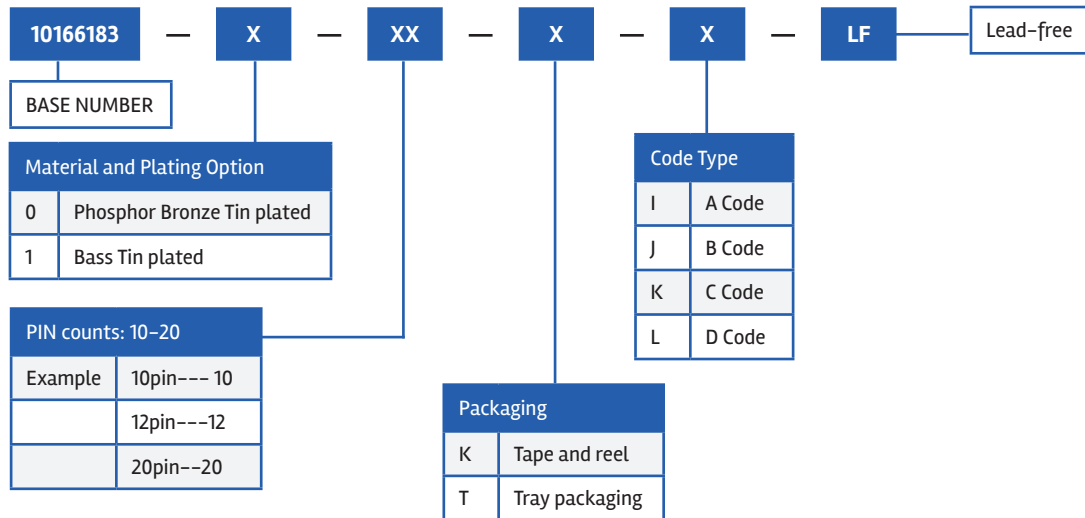 10166183 — X — XX — X — X — LF Lead-free
BASE NUMBER
Material and Plating Option
0 Phosphor Bronze Tin plated
1 Bass Tin plated
PIN counts: 10-20
Example 10pin--- 10
12pin---12
20pin--20
Packaging
K Tape and reel
T Tray packaging
Code Type
I A Code
J B Code
K C Code
L D Code